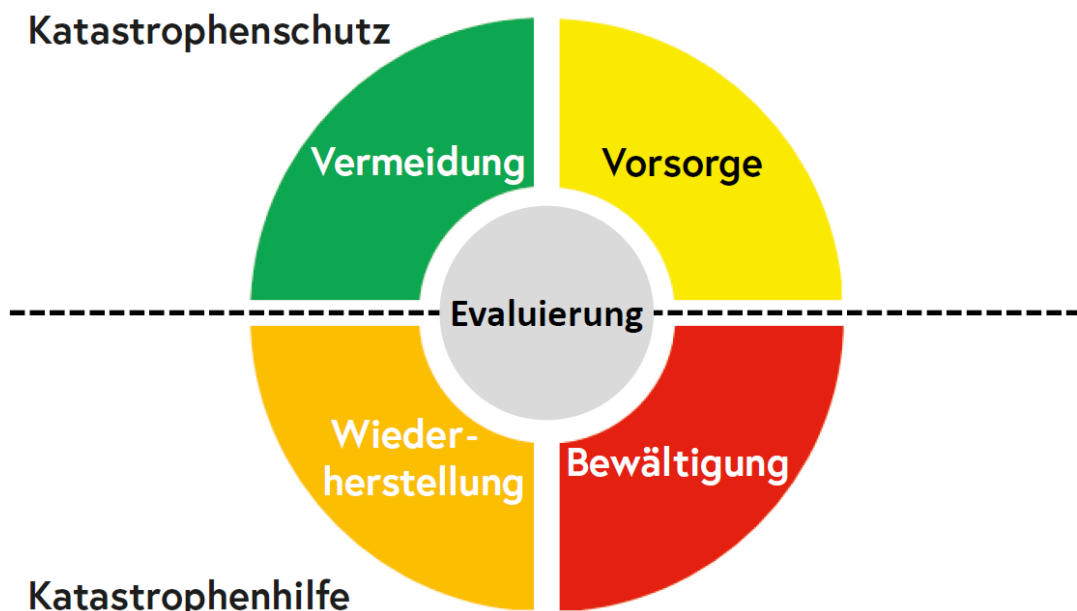 Katastrophenschutz
Vermeidung
Vorsorge
Evaluierung
Wieder-
herstellung
Bewältigung
Katastrophenhilfe